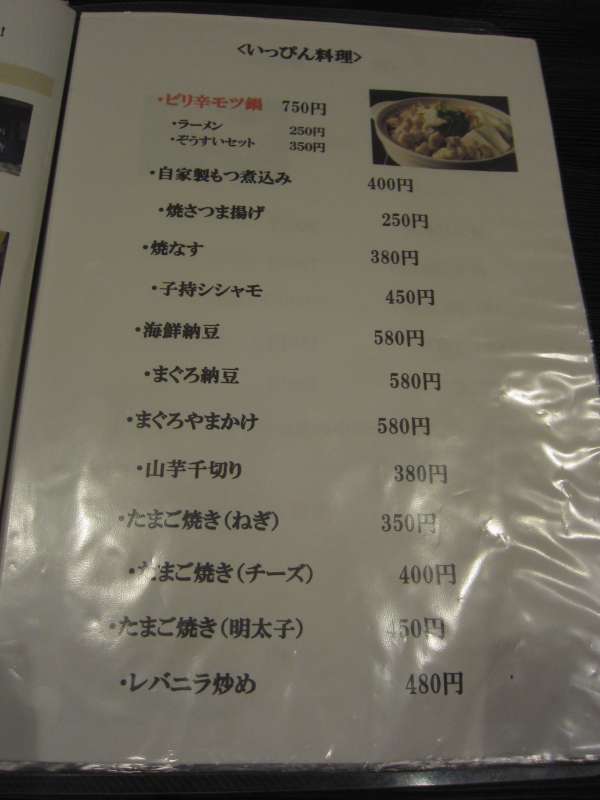 <いっぴん料理>
・ピリ辛モツ鍋 750円
・ラーメン 250円
・ぞうすいセット 350円
・自家製もつ煮込み 400円
・焼さつま揚げ 250円
・焼なす 380円
・子持シシャモ 450円
・海鮮納豆 580円
・まぐろ納豆 580円
・まぐろやまかけ 580円
・山芋千切り 380円
・たまご焼き(ねぎ) 350円
・たまご焼き(チーズ) 400円
・たまご焼き(明太子) 450円
・レバニラ炒め 480円